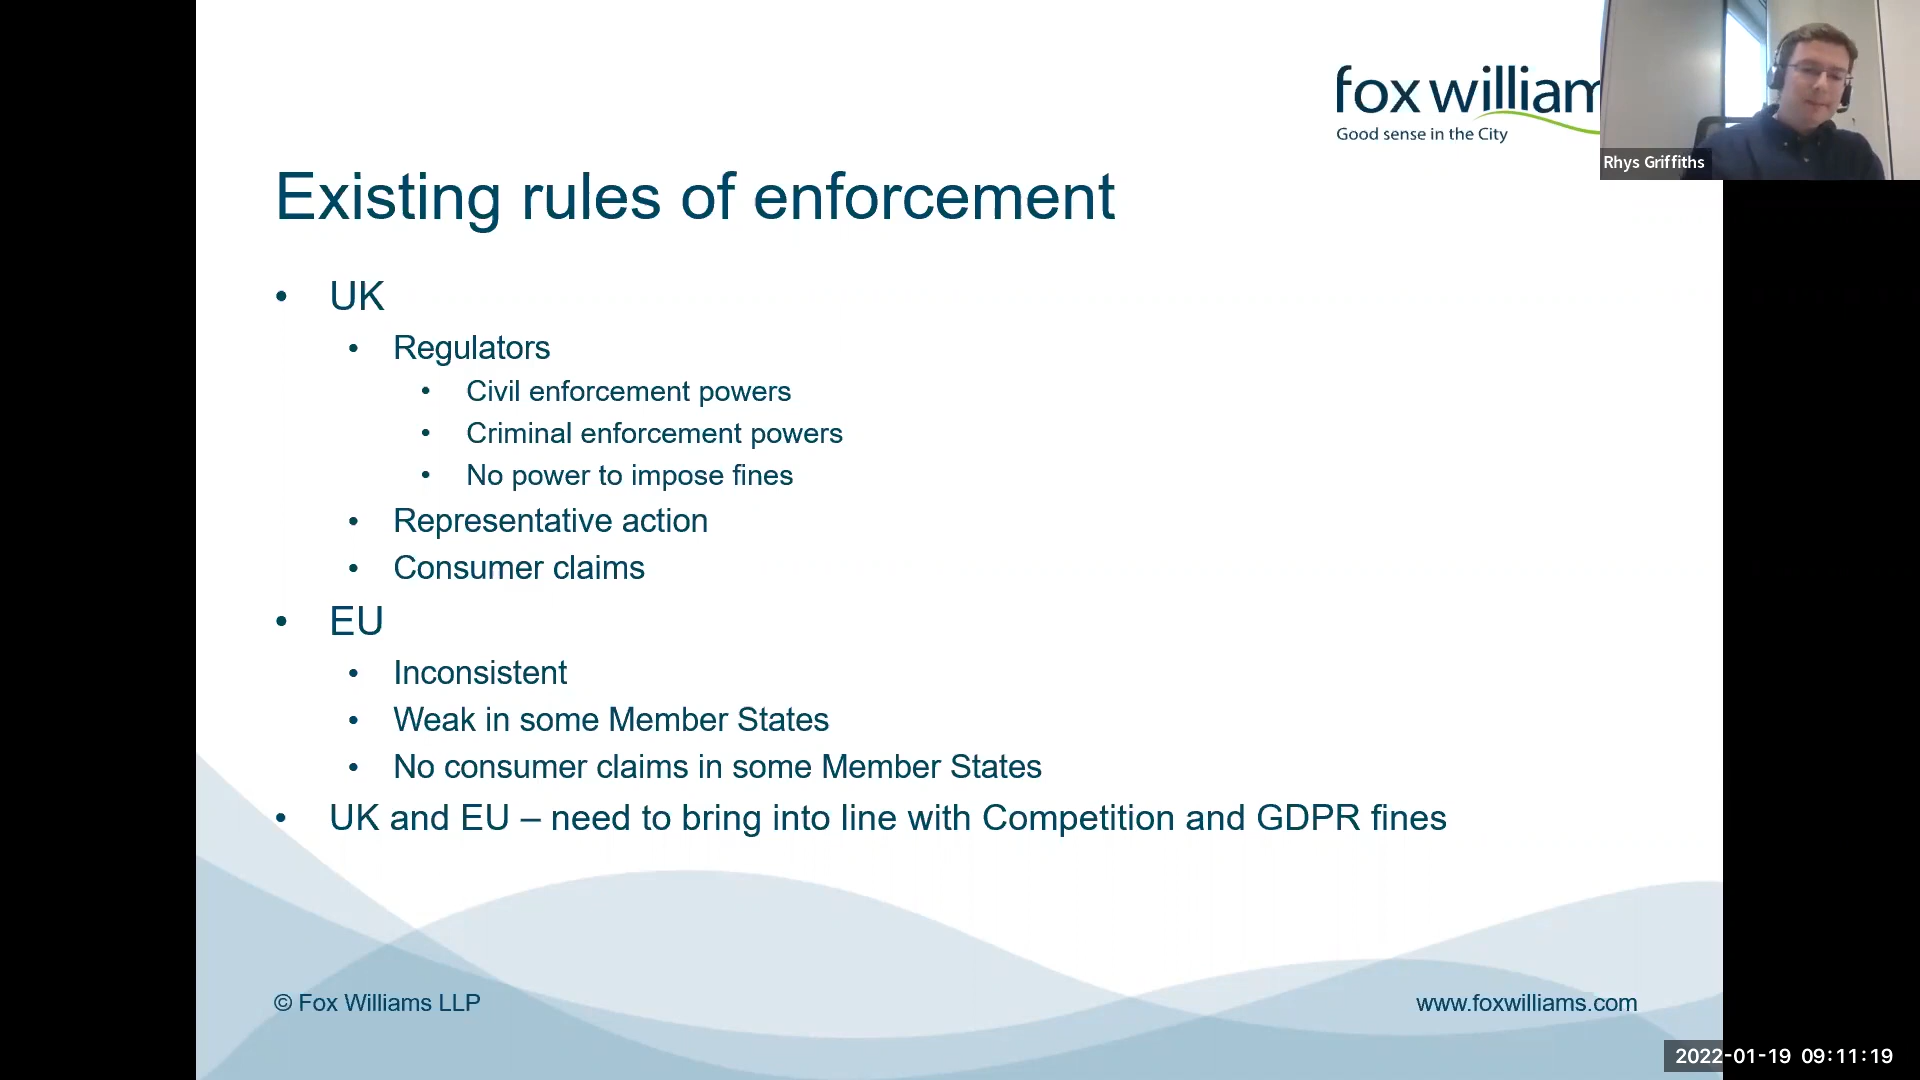 fox william
Good sense in the City
Rhys Griffiths
Existing rules of enforcement
• UK
• Regulators
• Civil enforcement powers
• Criminal enforcement powers
• No power to impose fines
• Representative action
• Consumer claims
• EU
• Inconsistent
• Weak in some Member States
• No consumer claims in some Member States
• UK and EU – need to bring into line with Competition and GDPR fines
© Fox Williams LLP
www.foxwilliams.com
2022-01-19 09:11:19